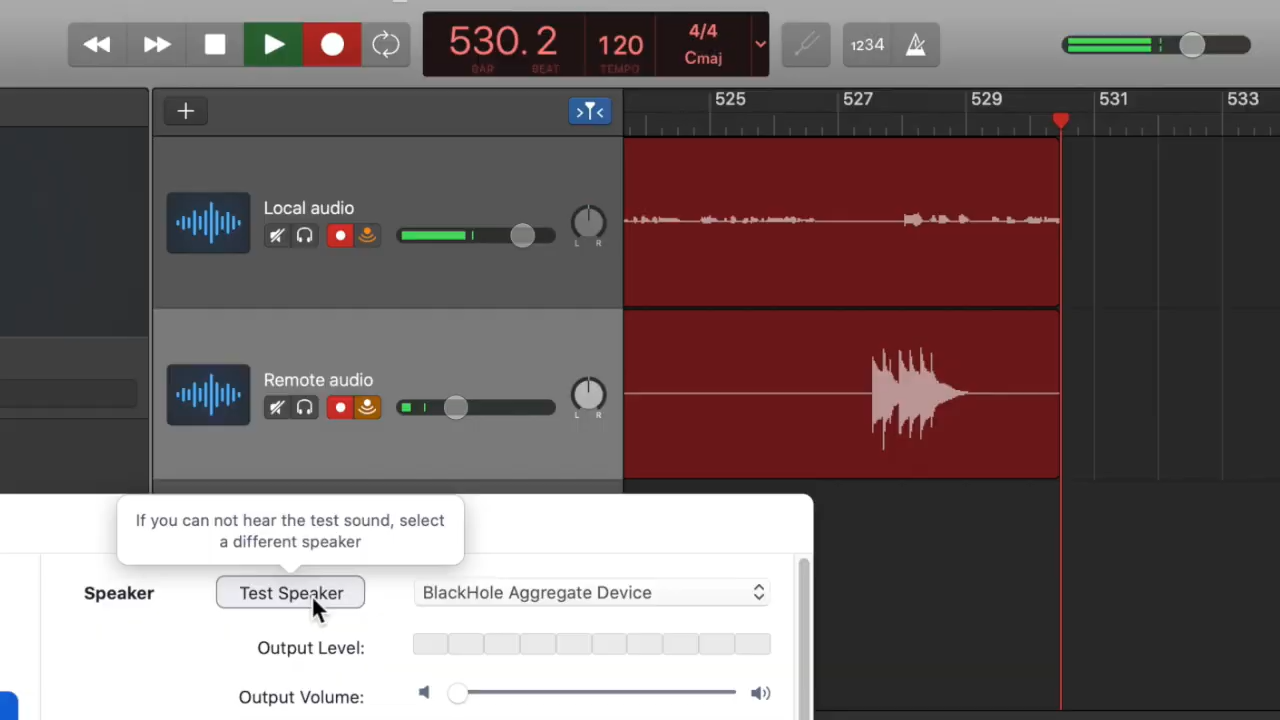 530. 2
BAR BEAT
120
TEMPO
4/4
Cmaj
1234
525 527 529 531 533
Local audio
L R
Remote audio
L R
If you can not hear the test sound, select
a different speaker
Speaker
Test Speaker
BlackHole Aggregate Device
Output Level:
Output Volume: